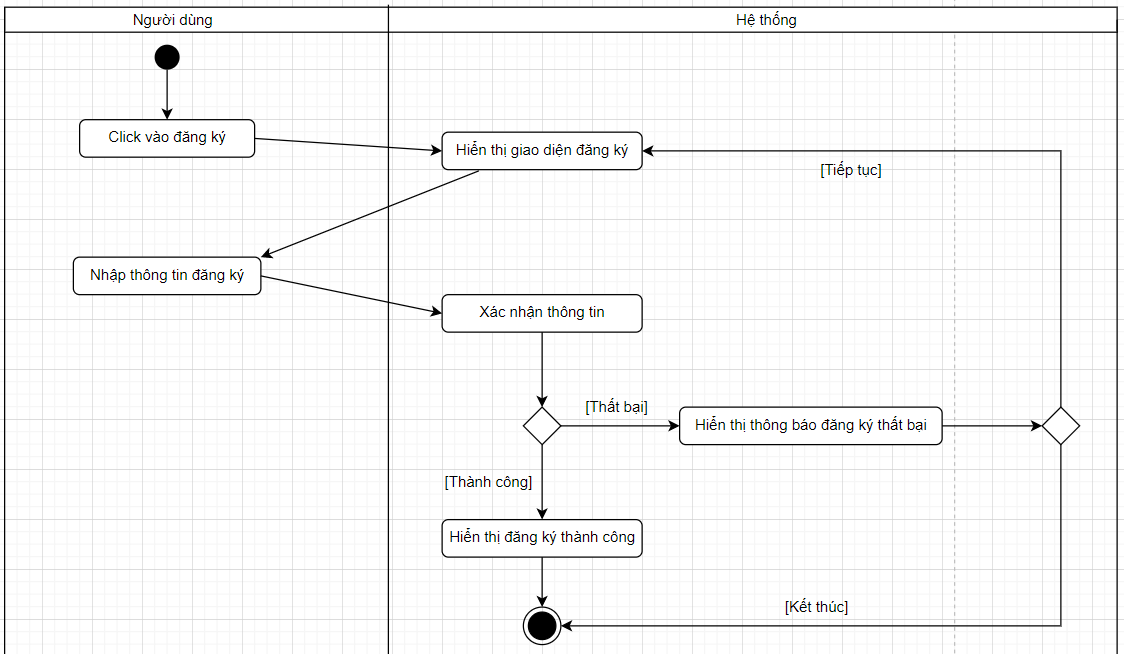 Người dùng
Hệ thống
Click vào đăng ký
Hiển thị giao diện đăng ký
[Tiếp tục]
Nhập thông tin đăng ký
Xác nhận thông tin
[Thất bại]
Hiển thị thông báo đăng ký thất bại
[Thành công]
Hiển thị đăng ký thành công
[Kết thúc]